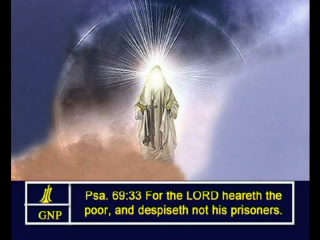 Psa. 69:33 For the LORD heareth the
poor, and despiseth not his prisoners.
GNP